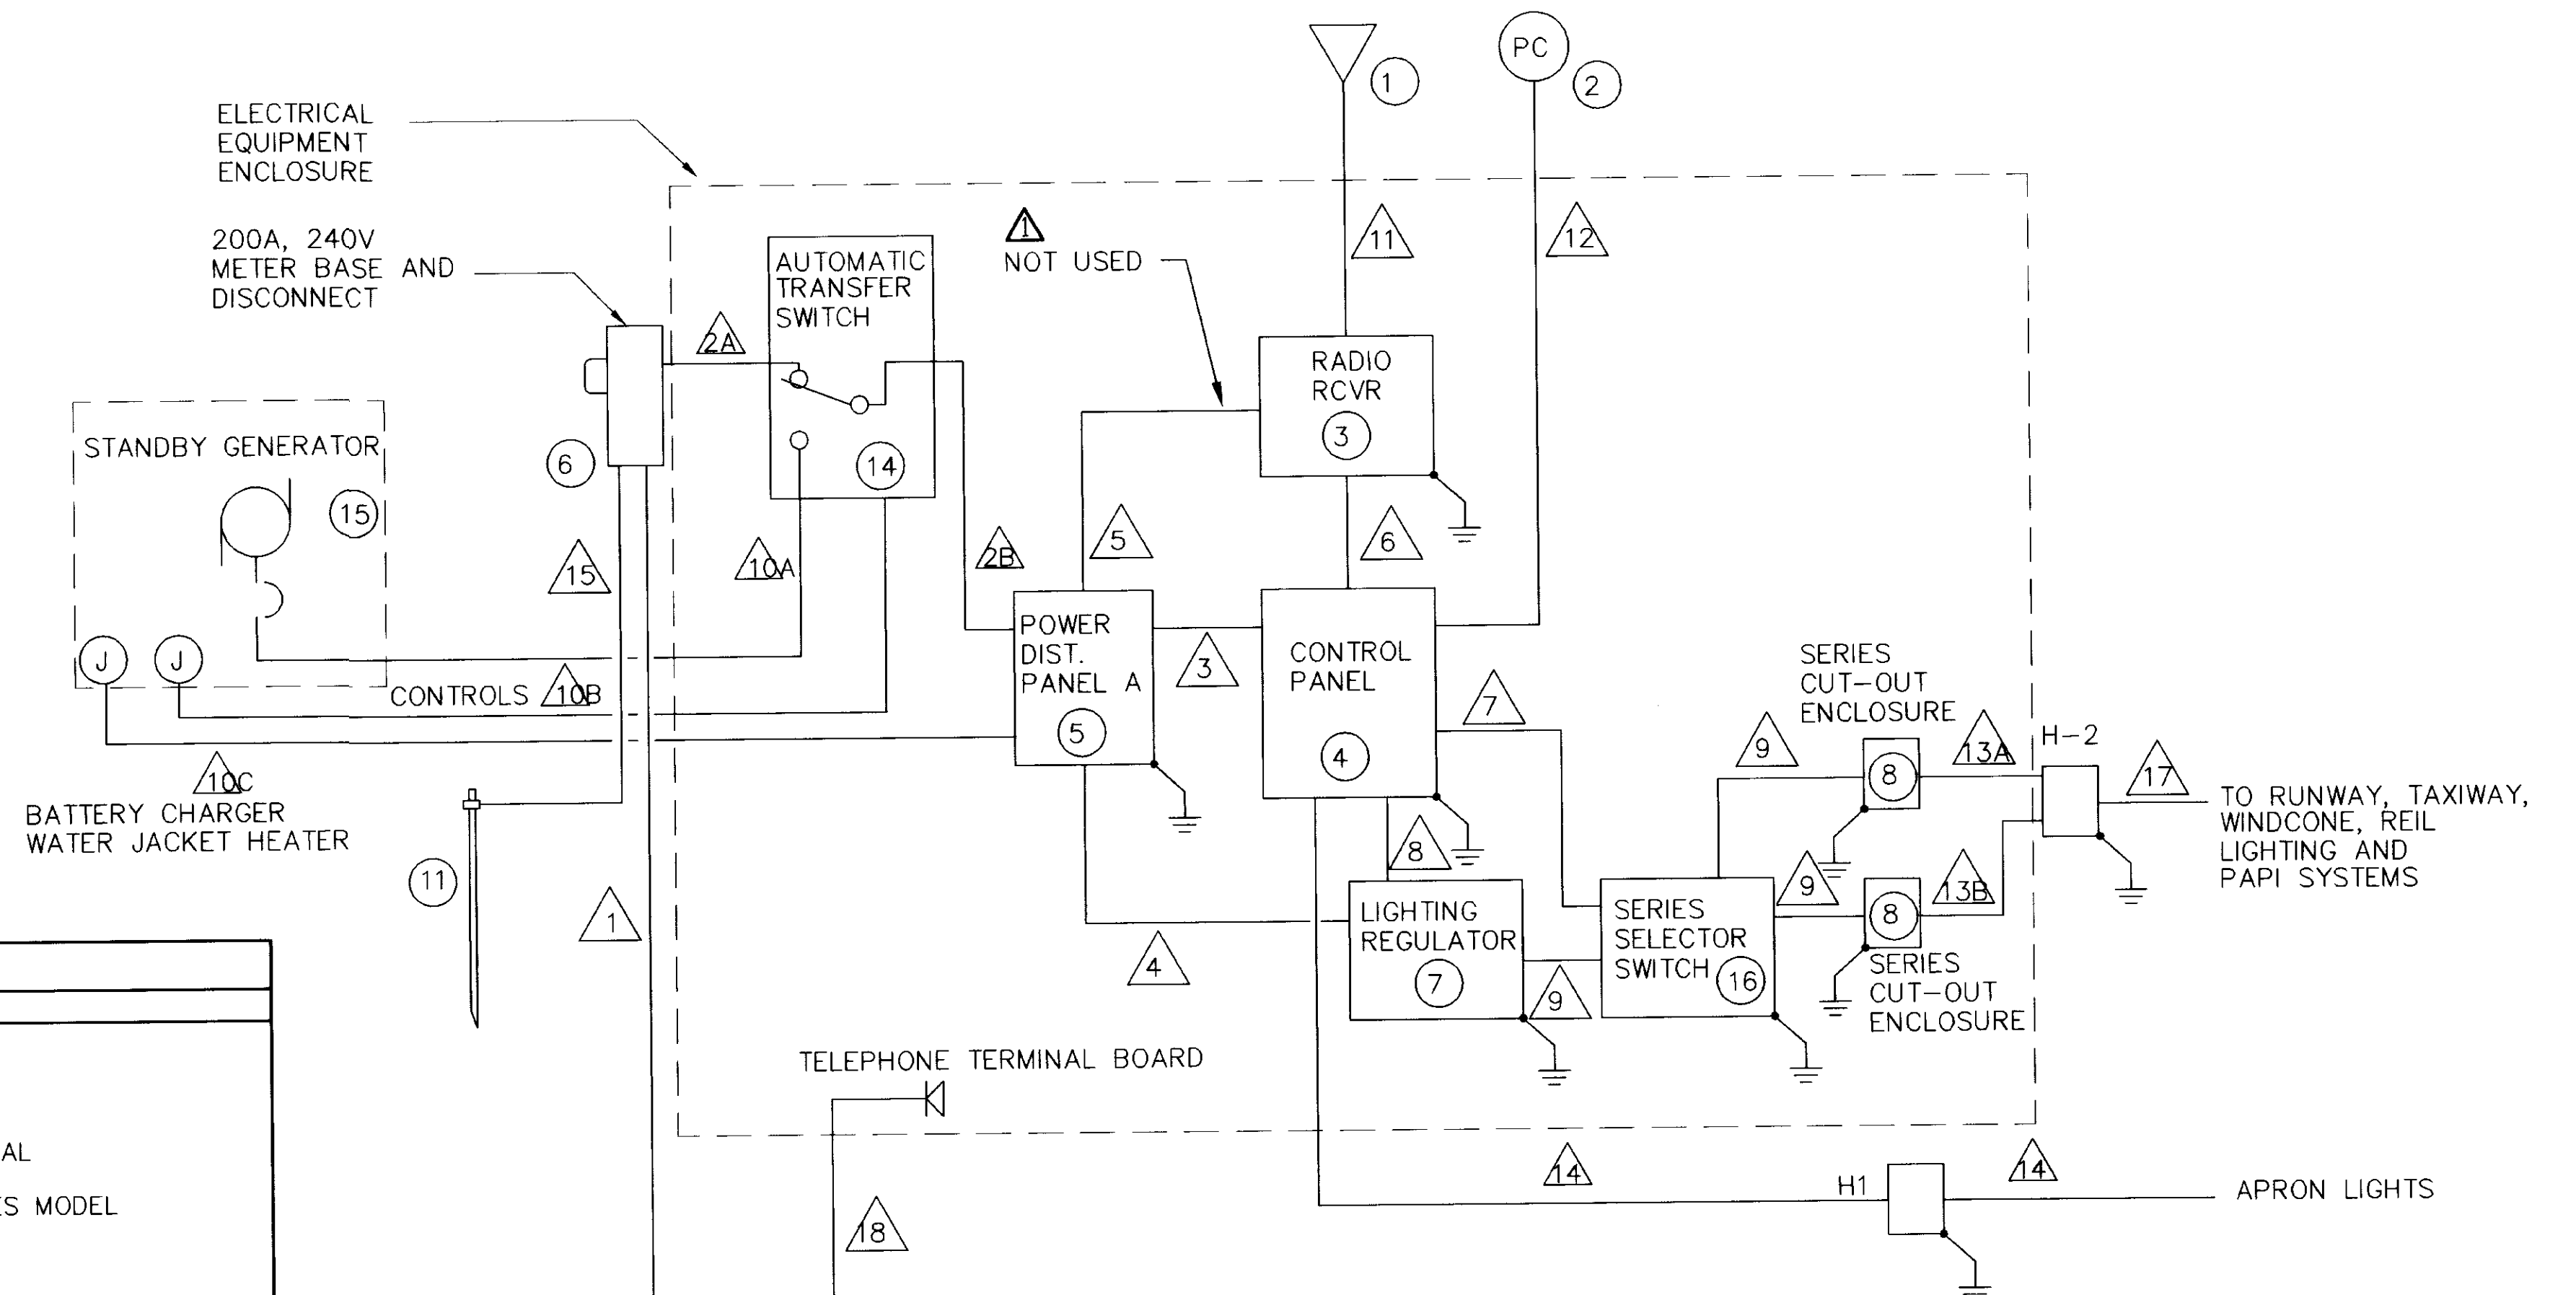 PC
1
2
ELECTRICAL
EQUIPMENT
ENCLOSURE
200A, 240V
METER BASE AND
DISCONNECT
2A
AUTOMATIC
TRANSFER
SWITCH
14
1
NOT USED
11
12
RADIO
RCVR
3
STANDBY GENERATOR
15
6
15
10A
2B
5
6
J
J
CONTROLS 10B
10C
BATTERY CHARGER
WATER JACKET HEATER
11
1
POWER
DIST.
PANEL A
5
3
CONTROL
PANEL
4
7
8
4
LIGHTING
REGULATOR
7
9
SERIES
SELECTOR
SWITCH 16
9
9
SERIES
CUT-OUT
ENCLOSURE
8
13A
H-2
17
TO RUNWAY, TAXIWAY,
WINDCONE, REIL
LIGHTING AND
PAPI SYSTEMS
8
13B
SERIES
CUT-OUT
ENCLOSURE
TELEPHONE TERMINAL BOARD
18
14
H1
14
APRON LIGHTS
AL
ES MODEL